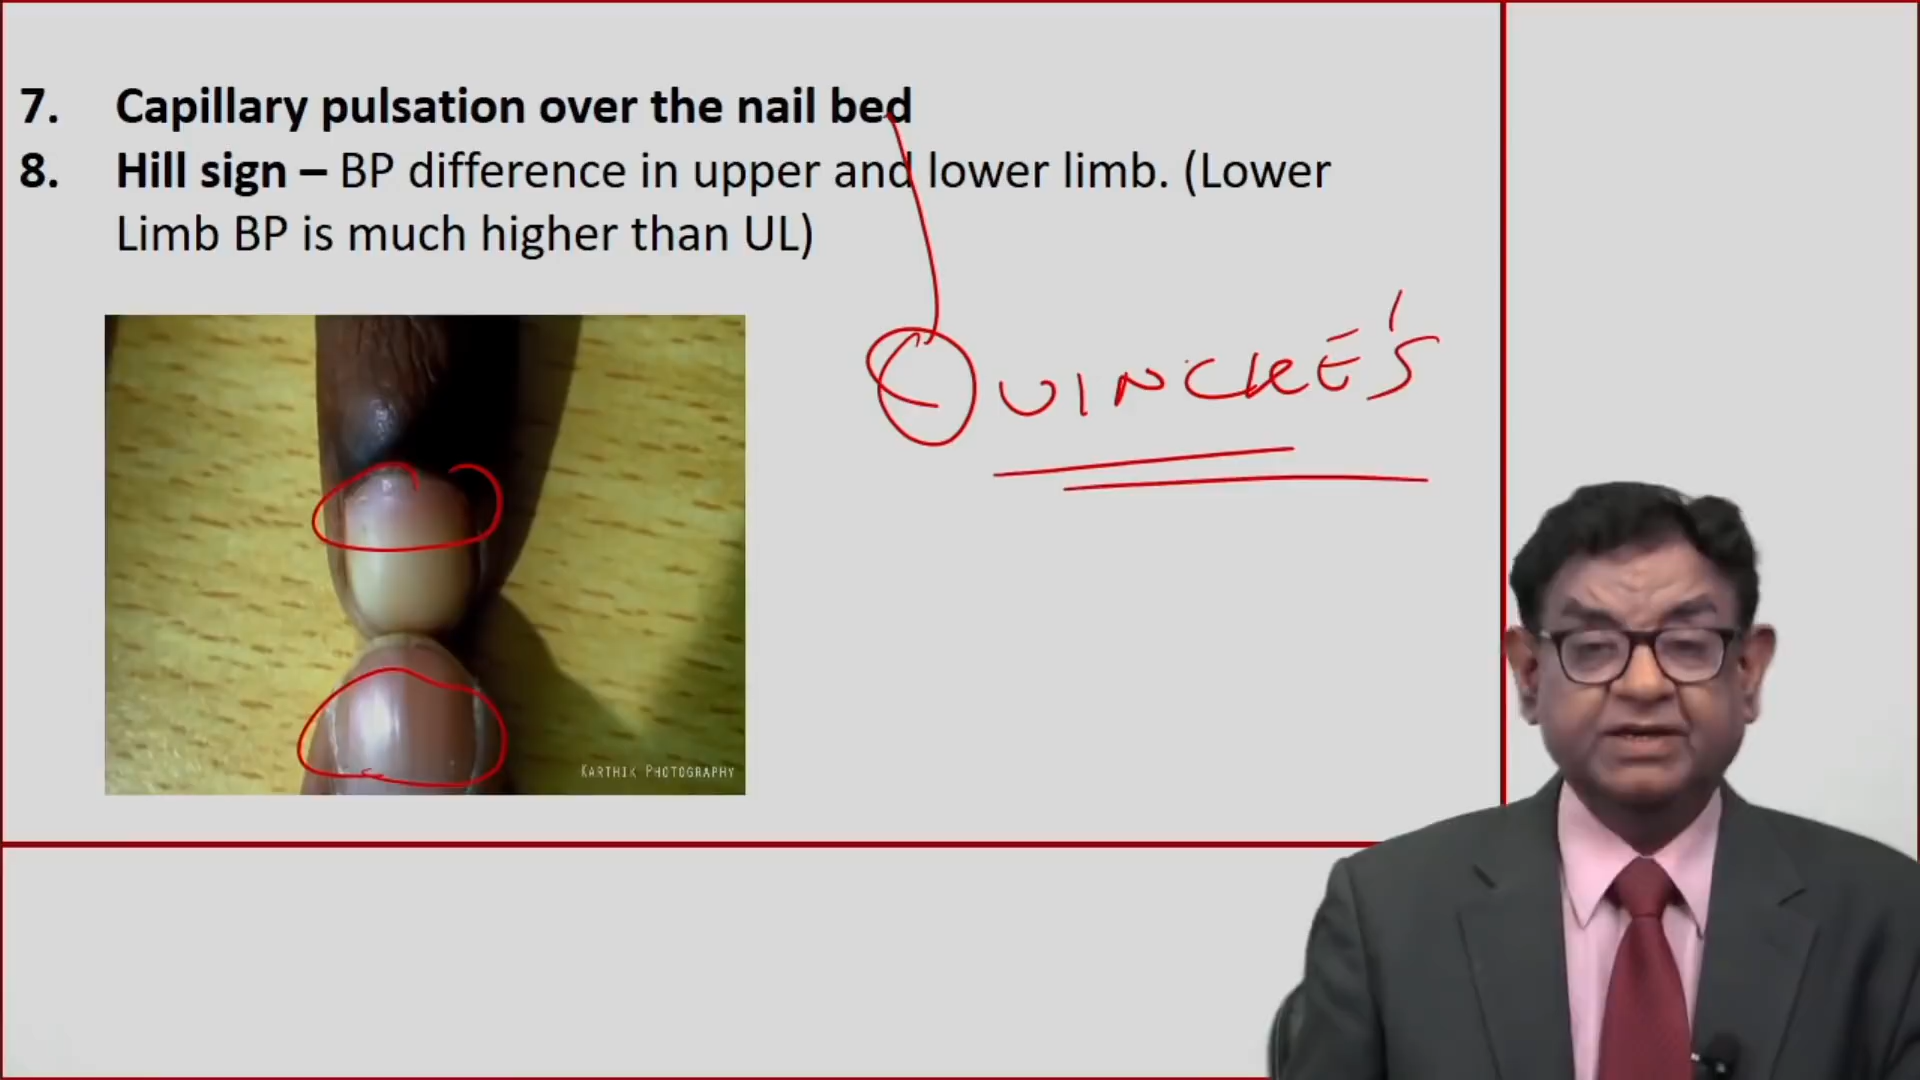 7. Capillary pulsation over the nail bed
8. Hill sign – BP difference in upper and lower limb. (Lower
Limb BP is much higher than UL)
QUINCKE'S
KARTHIK PHOTOGRAPHY